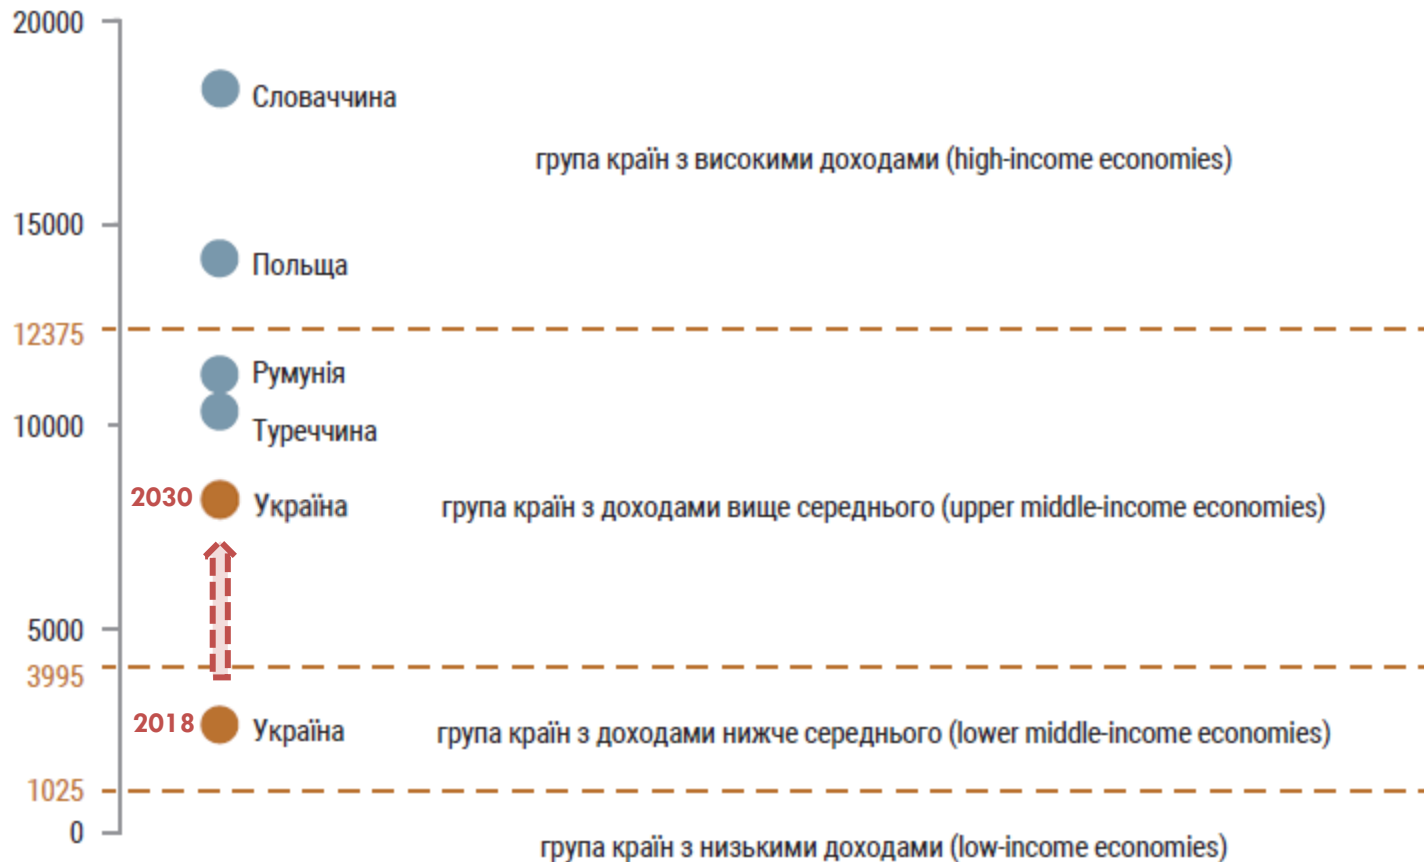 20000
Словаччина
група країн з високими доходами (high-income economies)
15000
Польща
12375
Румунія
10000
Туреччина
2030
Україна
група країн з доходами вище середнього (upper middle-income economies)
5000
3995
2018
Україна
група країн з доходами нижче середнього (lower middle-income economies)
1025
0
група країн з низькими доходами (low-income economies)